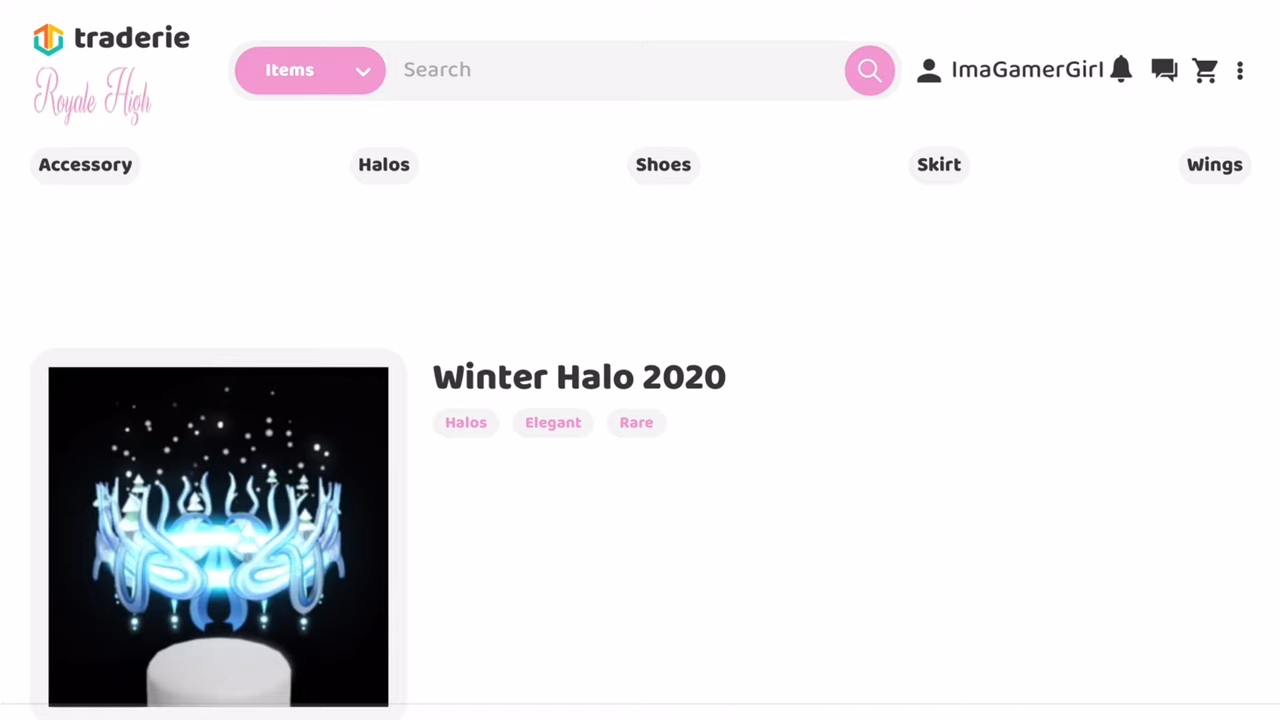 traderie
Royale High
Items
Search
ImaGamerGirl
Accessory
Halos
Shoes
Skirt
Wings
Winter Halo 2020
Halos
Elegant
Rare